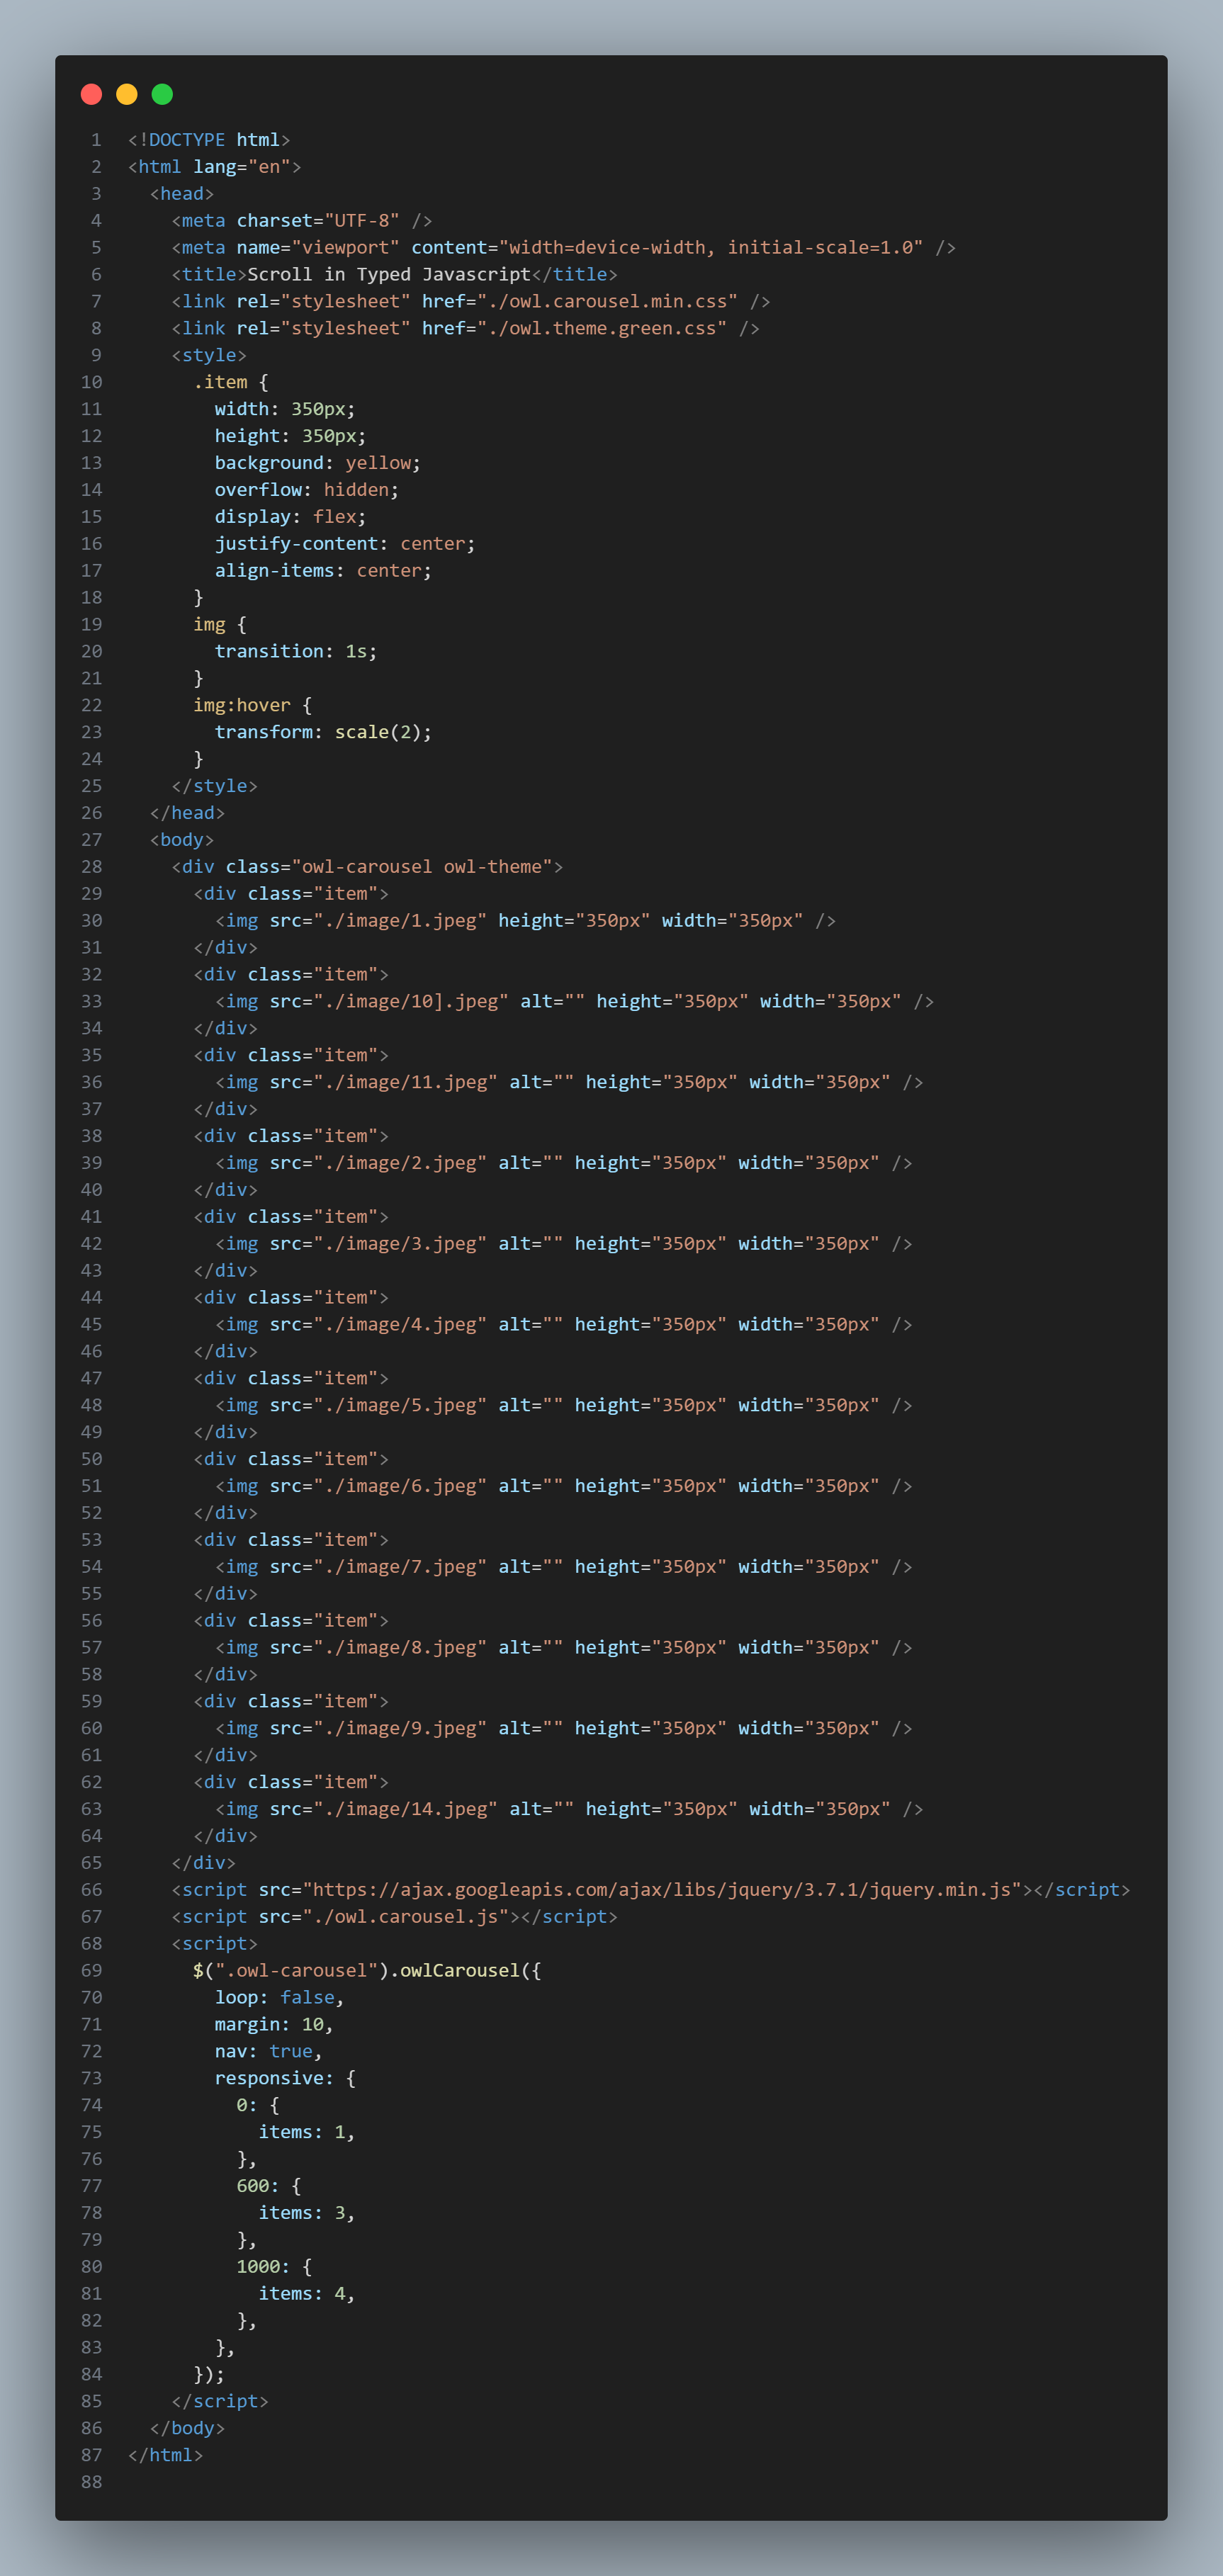 1 <!DOCTYPE html>
2 <html lang="en">
3   <head>
4     <meta charset="UTF-8" />
5     <meta name="viewport" content="width=device-width, initial-scale=1.0" />
6     <title>Scroll in Typed Javascript</title>
7     <link rel="stylesheet" href="./owl.carousel.min.css" />
8     <link rel="stylesheet" href="./owl.theme.green.css" />
9     <style>
10       .item {
11         width: 350px;
12         height: 350px;
13         background: yellow;
14         overflow: hidden;
15         display: flex;
16         justify-content: center;
17         align-items: center;
18       }
19       img {
20         transition: 1s;
21       }
22       img:hover {
23         transform: scale(2);
24       }
25     </style>
26   </head>
27   <body>
28     <div class="owl-carousel owl-theme">
29       <div class="item">
30         <img src="./image/1.jpeg" height="350px" width="350px" />
31       </div>
32       <div class="item">
33         <img src="./image/10].jpeg" alt="" height="350px" width="350px" />
34       </div>
35       <div class="item">
36         <img src="./image/11.jpeg" alt="" height="350px" width="350px" />
37       </div>
38       <div class="item">
39         <img src="./image/2.jpeg" alt="" height="350px" width="350px" />
40       </div>
41       <div class="item">
42         <img src="./image/3.jpeg" alt="" height="350px" width="350px" />
43       </div>
44       <div class="item">
45         <img src="./image/4.jpeg" alt="" height="350px" width="350px" />
46       </div>
47       <div class="item">
48         <img src="./image/5.jpeg" alt="" height="350px" width="350px" />
49       </div>
50       <div class="item">
51         <img src="./image/6.jpeg" alt="" height="350px" width="350px" />
52       </div>
53       <div class="item">
54         <img src="./image/7.jpeg" alt="" height="350px" width="350px" />
55       </div>
56       <div class="item">
57         <img src="./image/8.jpeg" alt="" height="350px" width="350px" />
58       </div>
59       <div class="item">
60         <img src="./image/9.jpeg" alt="" height="350px" width="350px" />
61       </div>
62       <div class="item">
63         <img src="./image/14.jpeg" alt="" height="350px" width="350px" />
64       </div>
65     </div>
66     <script src="https://ajax.googleapis.com/ajax/libs/jquery/3.7.1/jquery.min.js"></script>
67     <script src="./owl.carousel.js"></script>
68     <script>
69       $(".owl-carousel").owlCarousel({
70         loop: false,
71         margin: 10,
72         nav: true,
73         responsive: {
74           0: {
75             items: 1,
76           },
77           600: {
78             items: 3,
79           },
80           1000: {
81             items: 4,
82           },
83         },
84       });
85     </script>
86   </body>
87 </html>
88